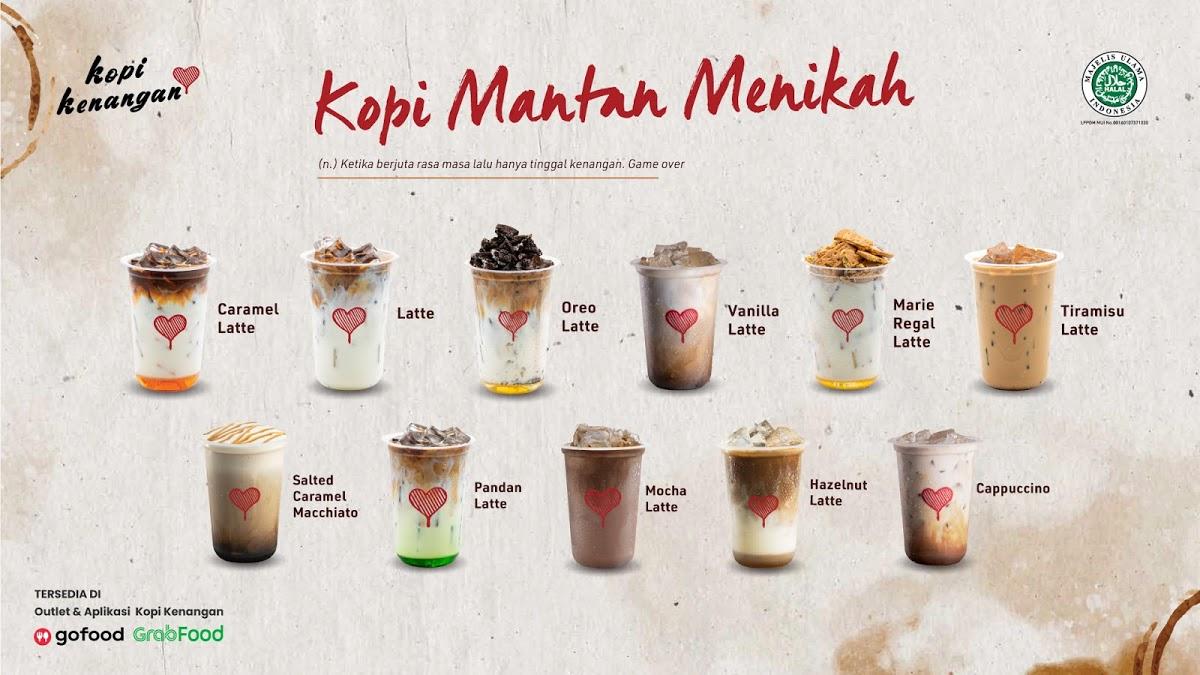 kopi
kenangan
Kopi Mantan Menikah
(n.) Ketika berjuta rasa masa lalu hanya tinggal kenangan. Game over
MAJELIS ULAMA
HALAL
INDONESIA
Caramel
Latte
Latte
Oreo
Latte
Vanilla
Latte
Marie
Regal
Latte
Tiramisu
Latte
Salted
Caramel
Macchiato
Pandan
Latte
Mocha
Latte
Hazelnut
Latte
Cappuccino
TERSEDIA DI
Outlet & Aplikasi Kopi Kenangan
gofood GrabFood